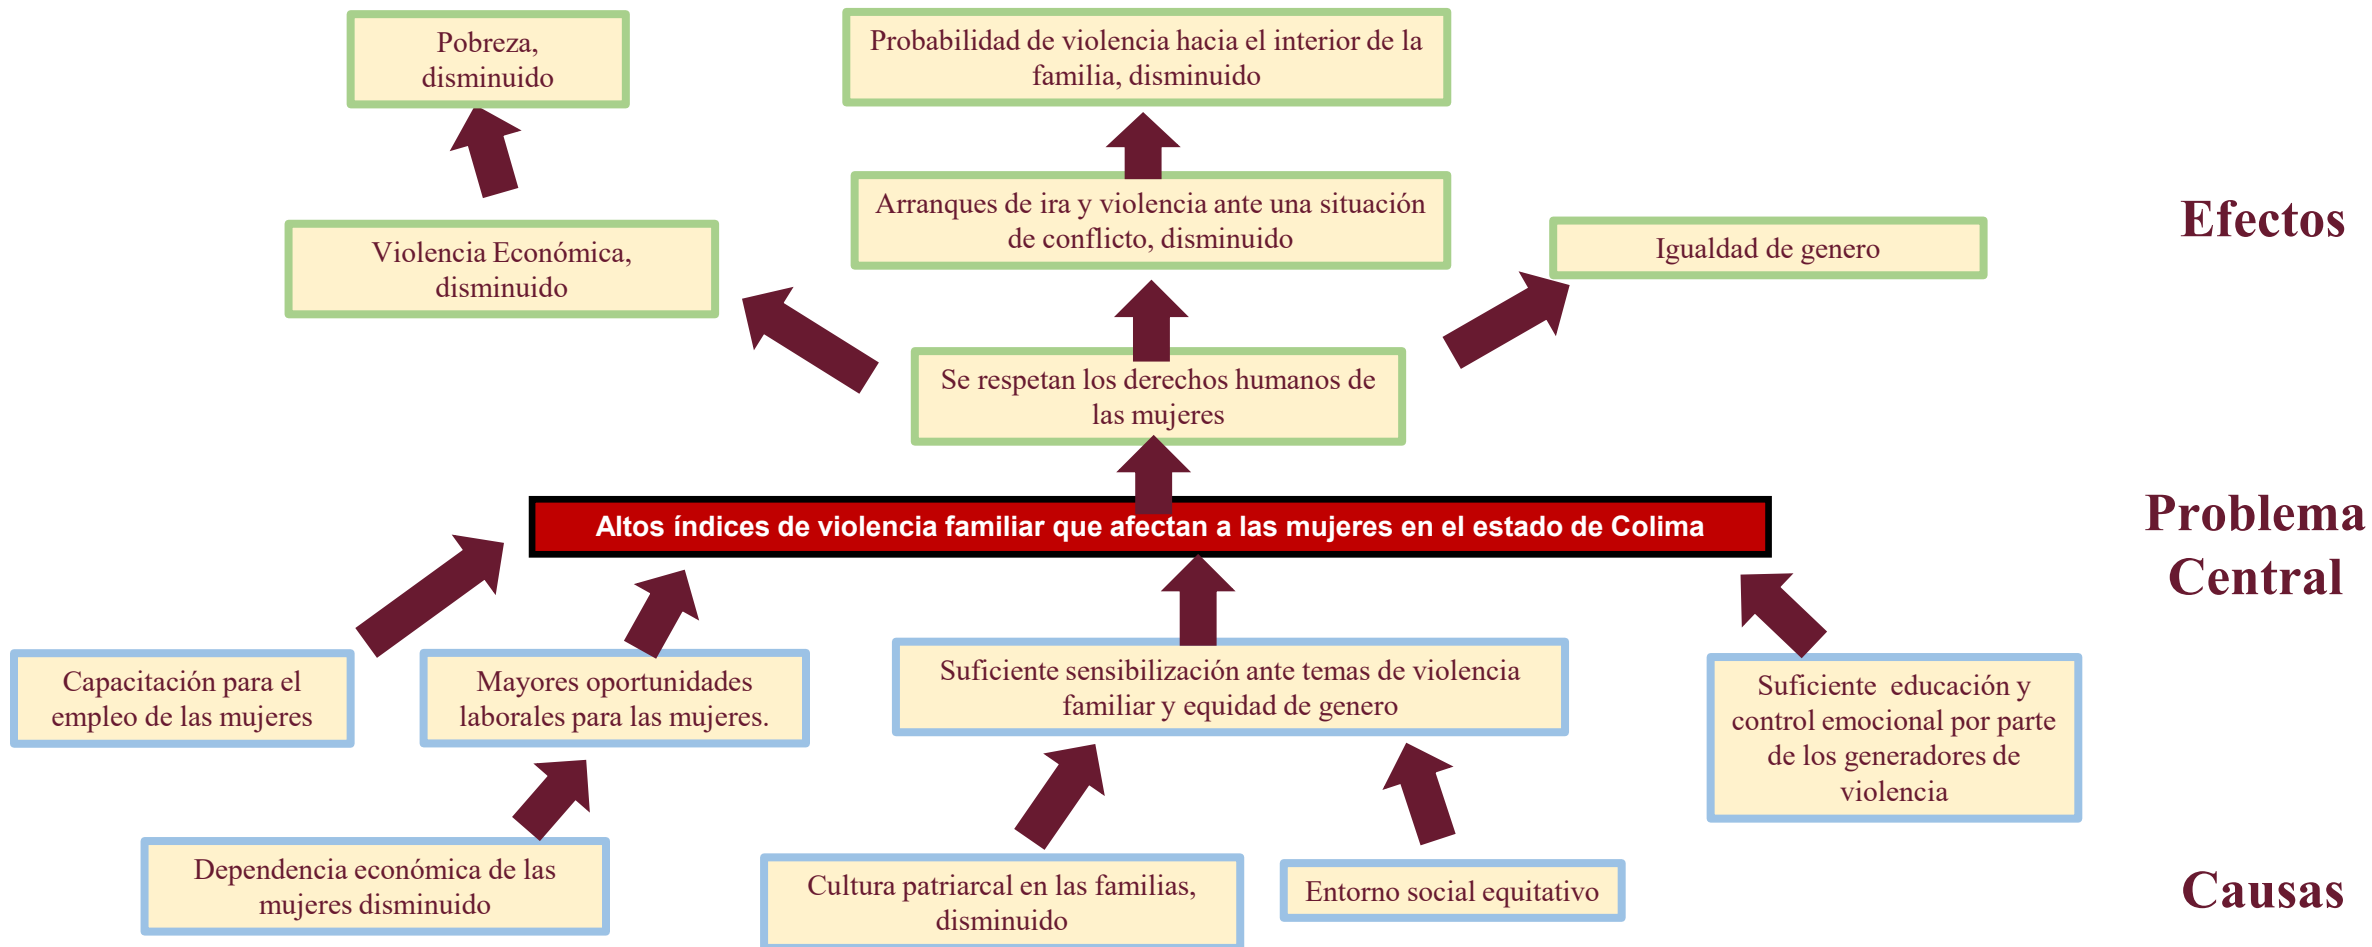 Pobreza,
disminuido
Probabilidad de violencia hacia el interior de la
familia, disminuido
Arranques de ira y violencia ante una situación
de conflicto, disminuido
Violencia Económica,
disminuido
Igualdad de genero
Efectos
Se respetan los derechos humanos de
las mujeres
Altos índices de violencia familiar que afectan a las mujeres en el estado de Colima
Problema
Central
Capacitación para el
empleo de las mujeres
Mayores oportunidades
laborales para las mujeres.
Suficiente sensibilización ante temas de violencia
familiar y equidad de genero
Suficiente educación y
control emocional por parte
de los generadores de
violencia
Dependencia económica de las
mujeres disminuido
Cultura patriarcal en las familias,
disminuido
Entorno social equitativo
Causas